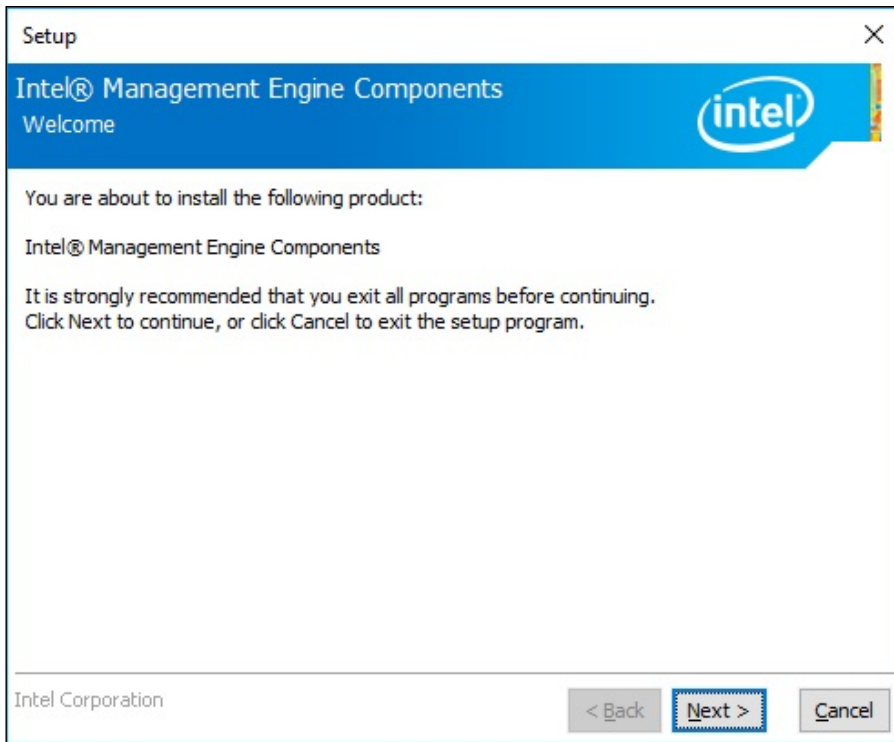 Setup
Intel® Management Engine Components
Welcome
intel
You are about to install the following product:
Intel® Management Engine Components
It is strongly recommended that you exit all programs before continuing.
Click Next to continue, or click Cancel to exit the setup program.
Intel Corporation
< Back
Next >
Cancel